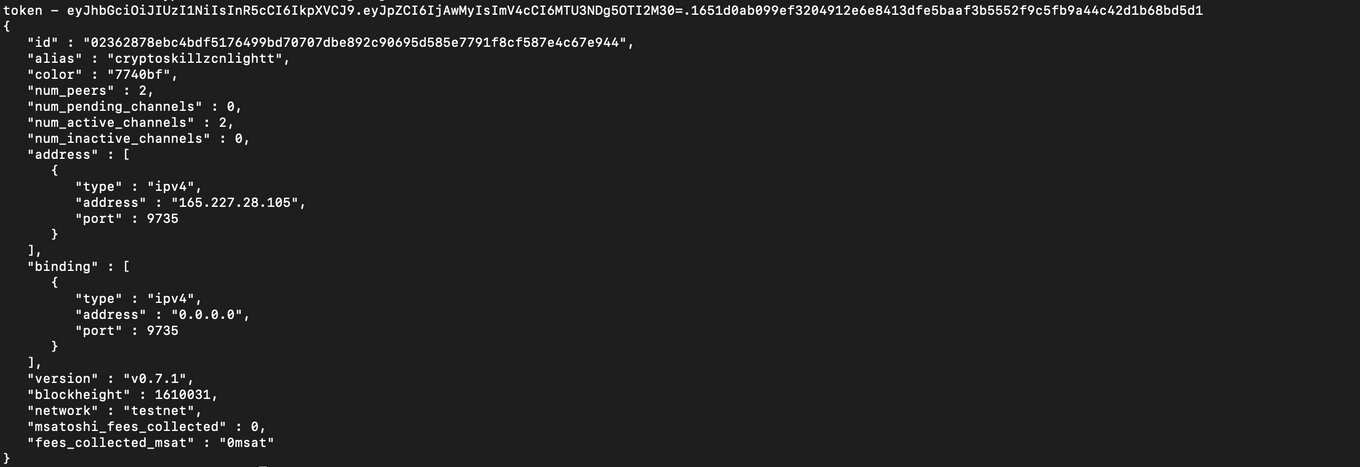 token - eyJhbGciOiJIUzI1NiIsInR5cCI6IkpXVCJ9.eyJpZCI6IjAwMyIsImV4cCI6MTU3NDg5OTI2M30=.1651d0ab099ef3204912e6e8413dfe5baaf3b5552f9c5fb9a44c42d1b68bd5d1
{
   "id" : "02362878ebc4bdf5176499bd70707dbe892c90695d585e7791f8cf587e4c67e944",
   "alias" : "cryptoskillzcnlightt",
   "color" : "7740bf",
   "num_peers" : 2,
   "num_pending_channels" : 0,
   "num_active_channels" : 2,
   "num_inactive_channels" : 0,
   "address" : [
      {
         "type" : "ipv4",
         "address" : "165.227.28.105",
         "port" : 9735
      }
   ],
   "binding" : [
      {
         "type" : "ipv4",
         "address" : "0.0.0.0",
         "port" : 9735
      }
   ],
   "version" : "v0.7.1",
   "blockheight" : 1610031,
   "network" : "testnet",
   "msatoshi_fees_collected" : 0,
   "fees_collected_msat" : "0msat"
}